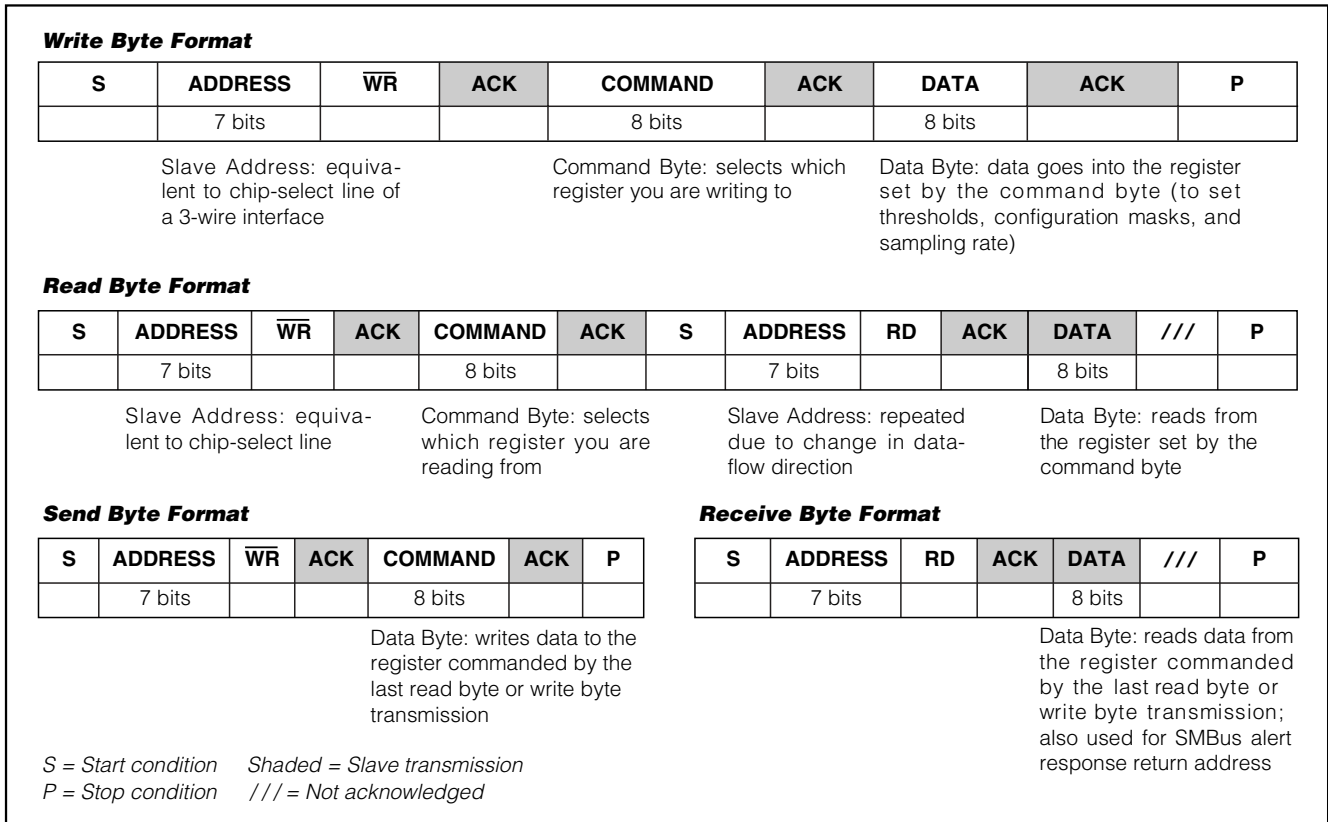 Write Byte Format
S ADDRESS WR ACK COMMAND ACK DATA ACK P
7 bits 8 bits 8 bits
Slave Address: equiva-
lent to chip-select line of
a 3-wire interface
Command Byte: selects which
register you are writing to
Data Byte: data goes into the register
set by the command byte (to set
thresholds, configuration masks, and
sampling rate)
Read Byte Format
S ADDRESS WR ACK COMMAND ACK S ADDRESS RD ACK DATA /// P
7 bits 8 bits 7 bits 8 bits
Slave Address: equiva-
lent to chip-select line
Command Byte: selects
which register you are
reading from
Slave Address: repeated
due to change in data-
flow direction
Data Byte: reads from
the register set by the
command byte
Send Byte Format
S ADDRESS WR ACK COMMAND ACK P
7 bits 8 bits
Data Byte: writes data to the
register commanded by the
last read byte or write byte
transmission
Receive Byte Format
S ADDRESS RD ACK DATA /// P
7 bits 8 bits
Data Byte: reads data from
the register commanded
by the last read byte or
write byte transmission;
also used for SMBus alert
response return address
S = Start condition Shaded = Slave transmission
P = Stop condition /// = Not acknowledged